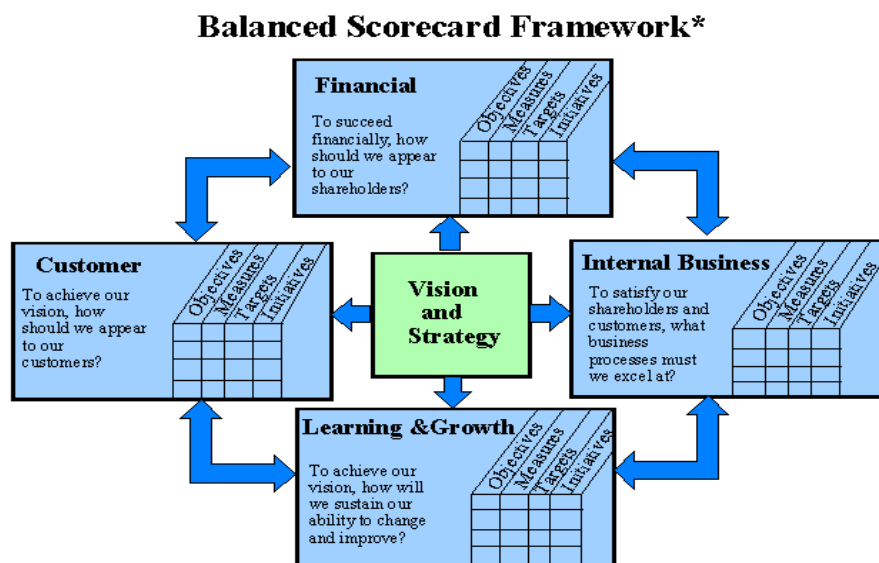 Balanced Scorecard Framework*
Financial
To succeed
financially, how
should we appear
to our
shareholders?
Objectives
Measures
Targets
Initiatives
Customer
To achieve our
vision, how
should we appear
to our
customers?
Objectives
Measures
Targets
Initiatives
Vision
and
Strategy
Internal Business
To satisfy our
shareholders and
customers, what
business
processes must
we excel at?
Objectives
Measures
Targets
Initiatives
Learning &Growth
To achieve our
vision, how will
we sustain our
ability to change
and improve?
Objectives
Measures
Targets
Initiatives